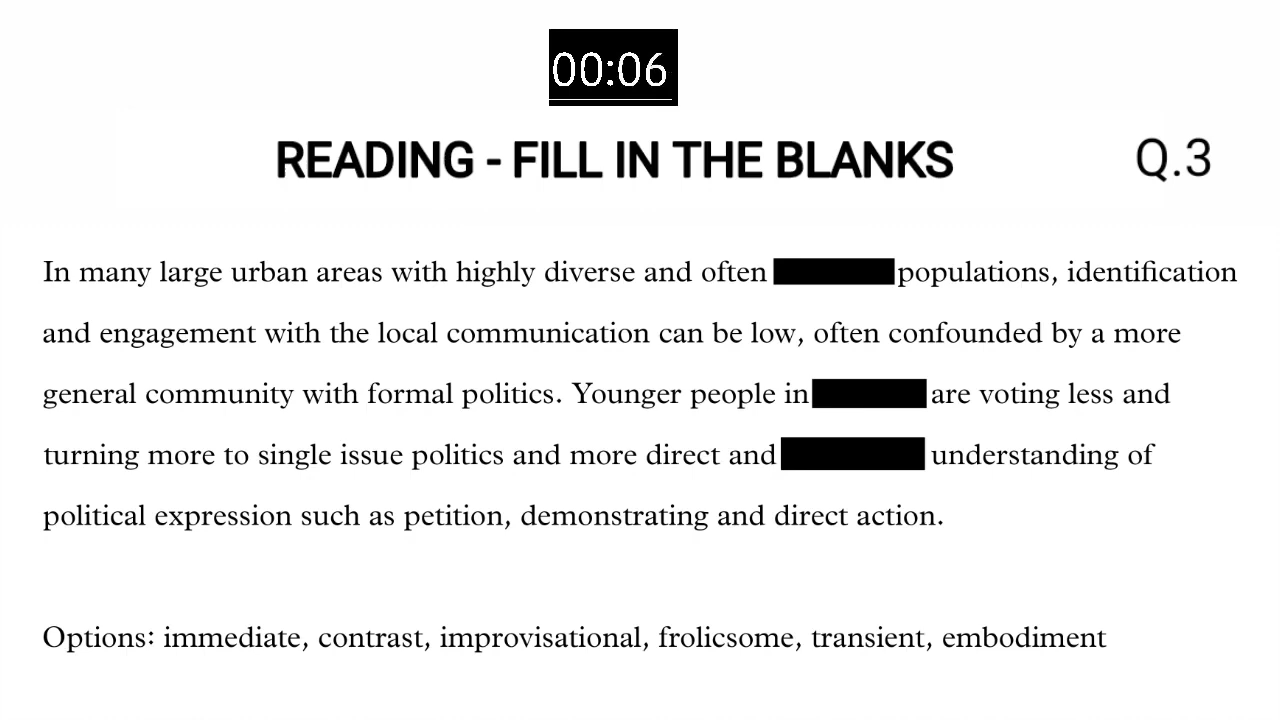 00:06
READING - FILL IN THE BLANKS
Q.3
In many large urban areas with highly diverse and often populations, identification
and engagement with the local communication can be low, often confounded by a more
general community with formal politics. Younger people in are voting less and
turning more to single issue politics and more direct and understanding of
political expression such as petition, demonstrating and direct action.
Options: immediate, contrast, improvisational, frolicsome, transient, embodiment